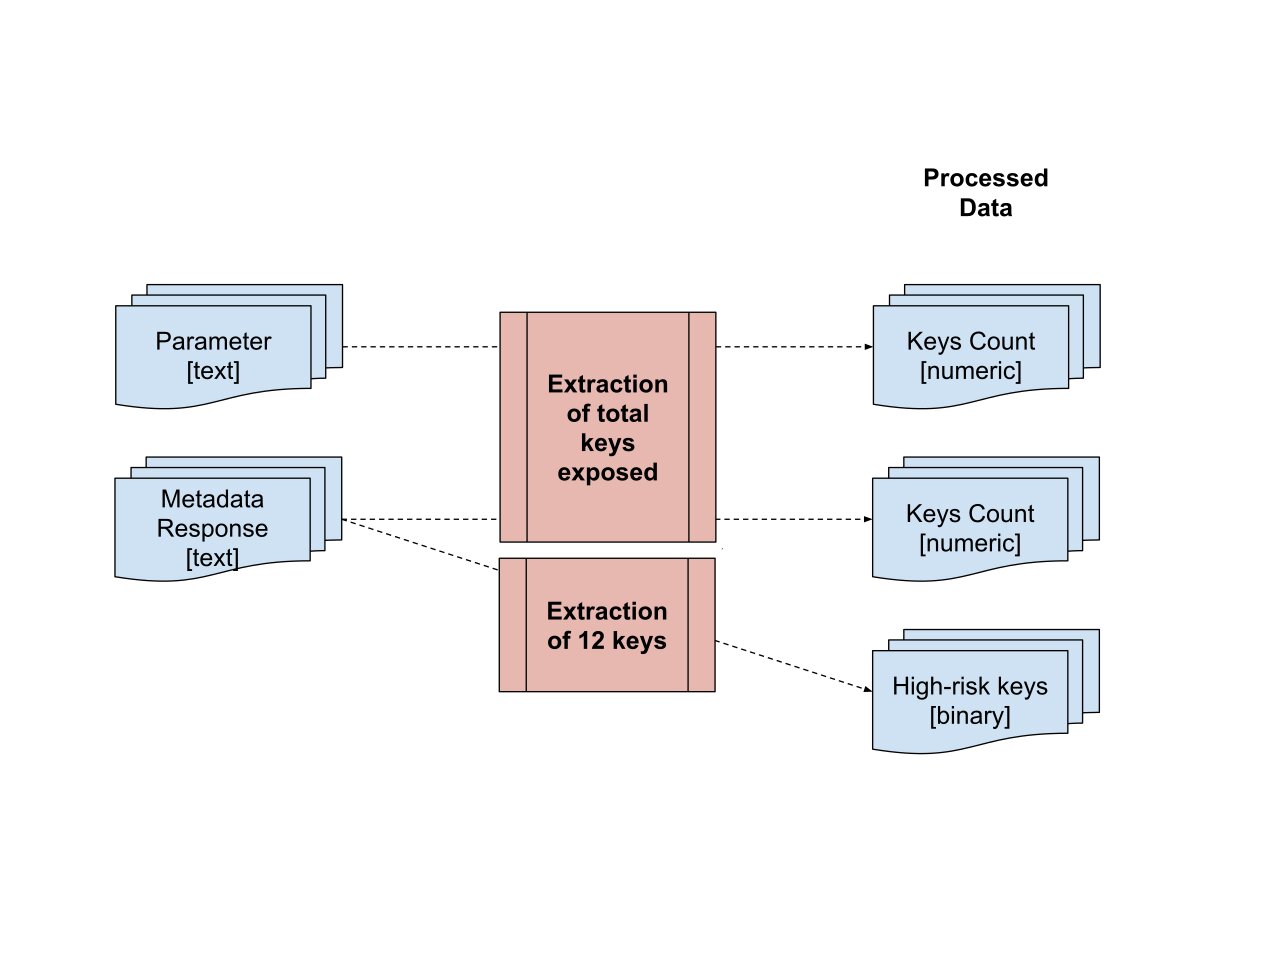 Processed
Data
Parameter
[text]
Extraction
of total
keys
exposed
Keys Count
[numeric]
Metadata
Response
[text]
Keys Count
[numeric]
Extraction
of 12 keys
High-risk keys
[binary]